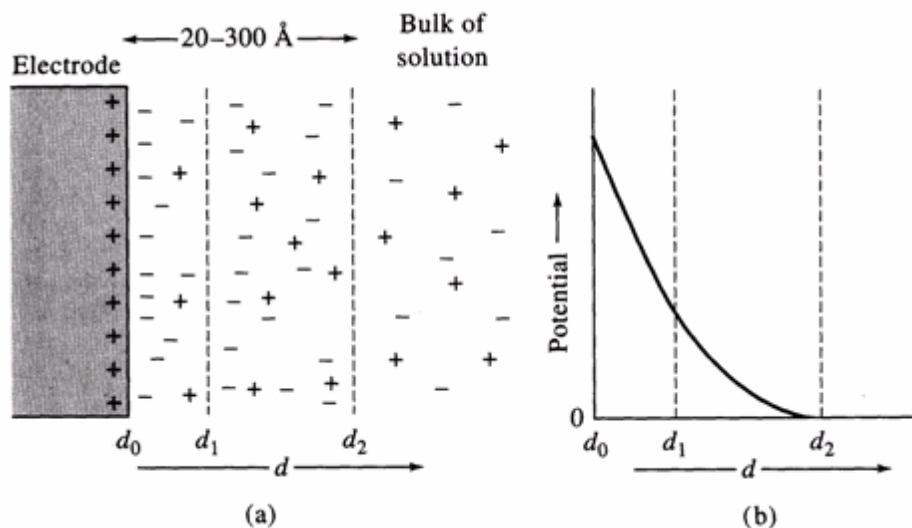 20–300 Å
Bulk of
solution
Electrode
d₀
d₁
d₂
d
(a)
Potential
0
d₀
d₁
d₂
d
(b)